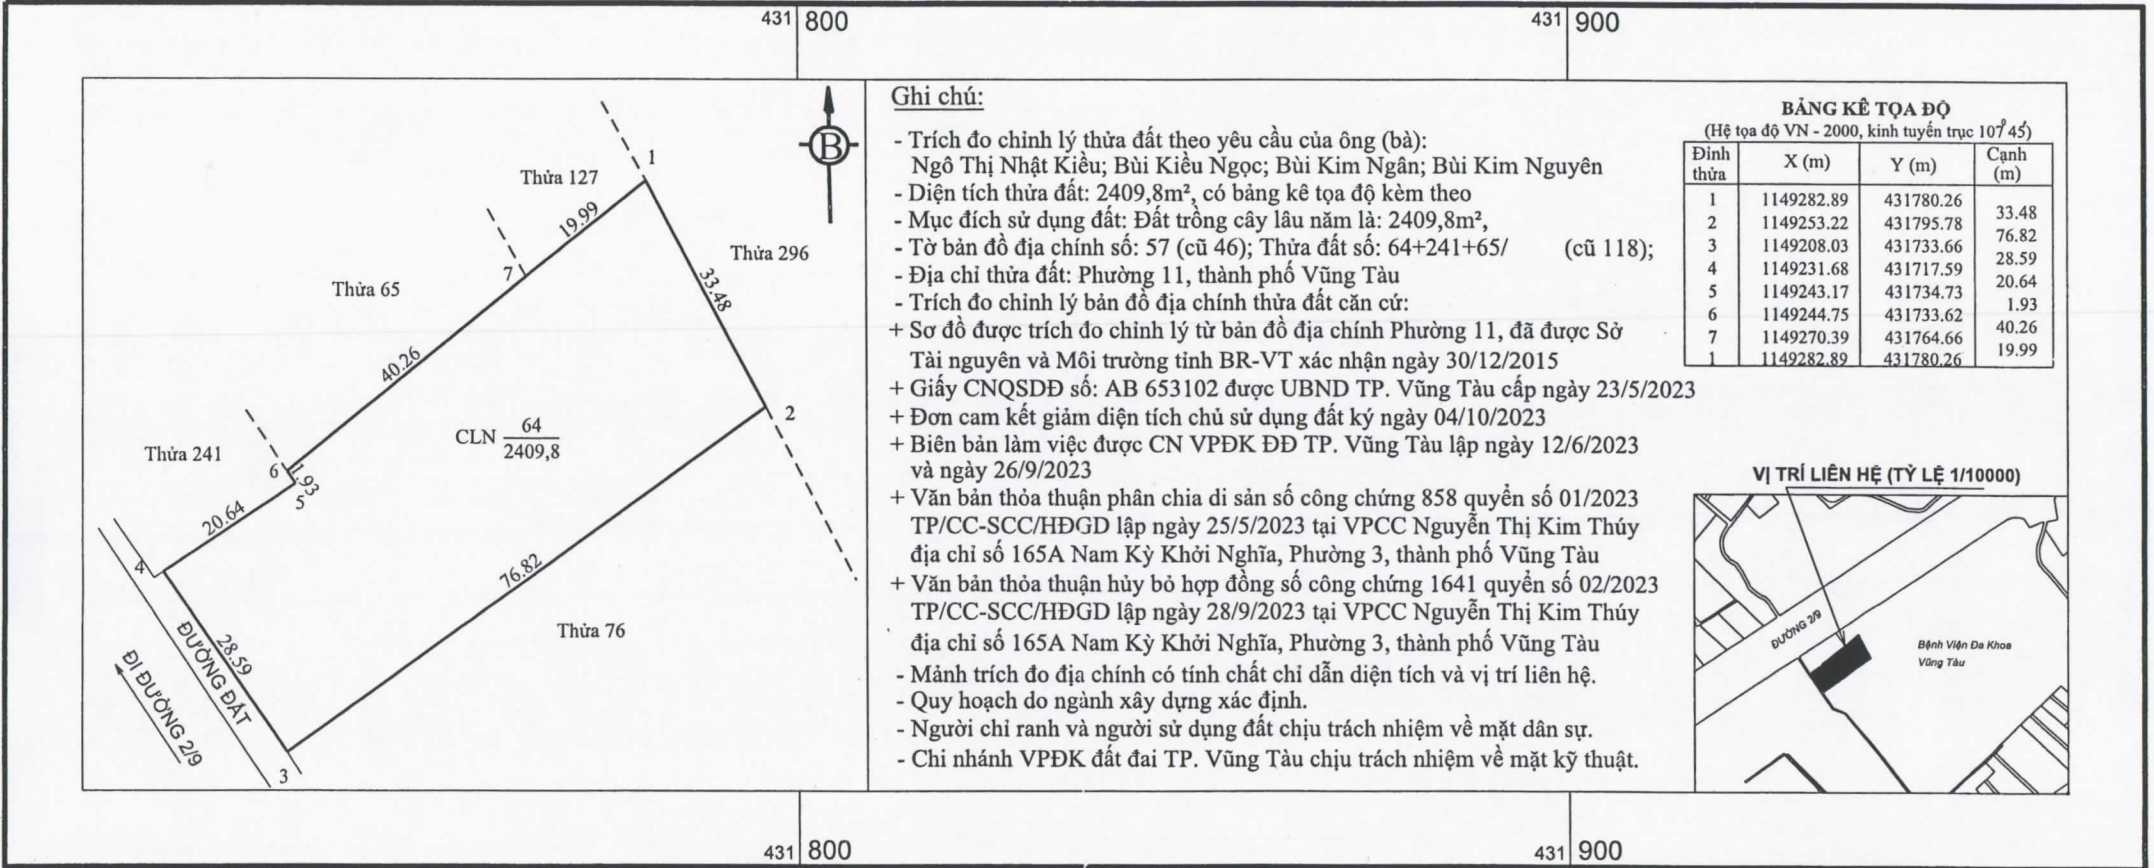 431 800
431 900
Thửa 127
1
19.99
7
Thửa 296
33.48
Thửa 65
40.26
2
CLN 64
2409,8
Thửa 241
6
1.93
5
20.64
4
76.82
Thửa 76
28.59
ĐƯỜNG ĐẤT
ĐI ĐƯỜNG 2/9
3
B
Ghi chú:
- Trích đo chỉnh lý thửa đất theo yêu cầu của ông (bà):
Ngô Thị Nhật Kiều; Bùi Kiều Ngọc; Bùi Kim Ngân; Bùi Kim Nguyên
- Diện tích thửa đất: 2409,8m², có bảng kê tọa độ kèm theo
- Mục đích sử dụng đất: Đất trồng cây lâu năm là: 2409,8m²,
- Tờ bản đồ địa chính số: 57 (cũ 46); Thửa đất số: 64+241+65/ (cũ 118);
- Địa chỉ thửa đất: Phường 11, thành phố Vũng Tàu
- Trích đo chỉnh lý bản đồ địa chính thửa đất căn cứ:
+ Sơ đồ được trích đo chỉnh lý từ bản đồ địa chính Phường 11, đã được Sở
Tài nguyên và Môi trường tỉnh BR-VT xác nhận ngày 30/12/2015
+ Giấy CNQSDĐ số: AB 653102 được UBND TP. Vũng Tàu cấp ngày 23/5/2023
+ Đơn cam kết giảm diện tích chủ sử dụng đất ký ngày 04/10/2023
+ Biên bản làm việc được CN VPĐK ĐĐ TP. Vũng Tàu lập ngày 12/6/2023
và ngày 26/9/2023
+ Văn bản thỏa thuận phân chia di sản số công chứng 858 quyển số 01/2023
TP/CC-SCC/HĐGD lập ngày 25/5/2023 tại VPCC Nguyễn Thị Kim Thúy
địa chỉ số 165A Nam Kỳ Khởi Nghĩa, Phường 3, thành phố Vũng Tàu
+ Văn bản thỏa thuận hủy bỏ hợp đồng số công chứng 1641 quyển số 02/2023
TP/CC-SCC/HĐGD lập ngày 28/9/2023 tại VPCC Nguyễn Thị Kim Thúy
địa chỉ số 165A Nam Kỳ Khởi Nghĩa, Phường 3, thành phố Vũng Tàu
- Mảnh trích đo địa chính có tính chất chỉ dẫn diện tích và vị trí liên hệ.
- Quy hoạch do ngành xây dựng xác định.
- Người chỉ ranh và người sử dụng đất chịu trách nhiệm về mặt dân sự.
- Chi nhánh VPĐK đất đai TP. Vũng Tàu chịu trách nhiệm về mặt kỹ thuật.
BẢNG KÊ TỌA ĐỘ
(Hệ tọa độ VN - 2000, kinh tuyến trục 107°45')
Đỉnh thửa X (m) Y (m) Cạnh (m)
1 1149282.89 431780.26
33.48
2 1149253.22 431795.78
76.82
3 1149208.03 431733.66
28.59
4 1149231.68 431717.59
20.64
5 1149243.17 431734.73
1.93
6 1149244.75 431733.62
40.26
7 1149270.39 431764.66
19.99
1 1149282.89 431780.26
VỊ TRÍ LIÊN HỆ (TỶ LỆ 1/10000)
ĐƯỜNG 2/9
Bệnh Viện Đa Khoa
Vũng Tàu
431 800
431 900